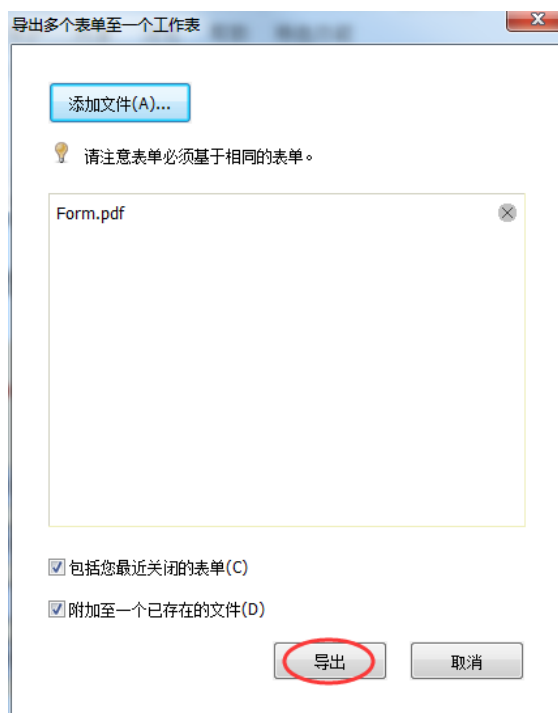 导出多个表单至一个工作表
添加文件(A)...
请注意表单必须基于相同的表单。
Form.pdf
包括您最近关闭的表单(C)
附加至一个已存在的文件(D)
导出
取消